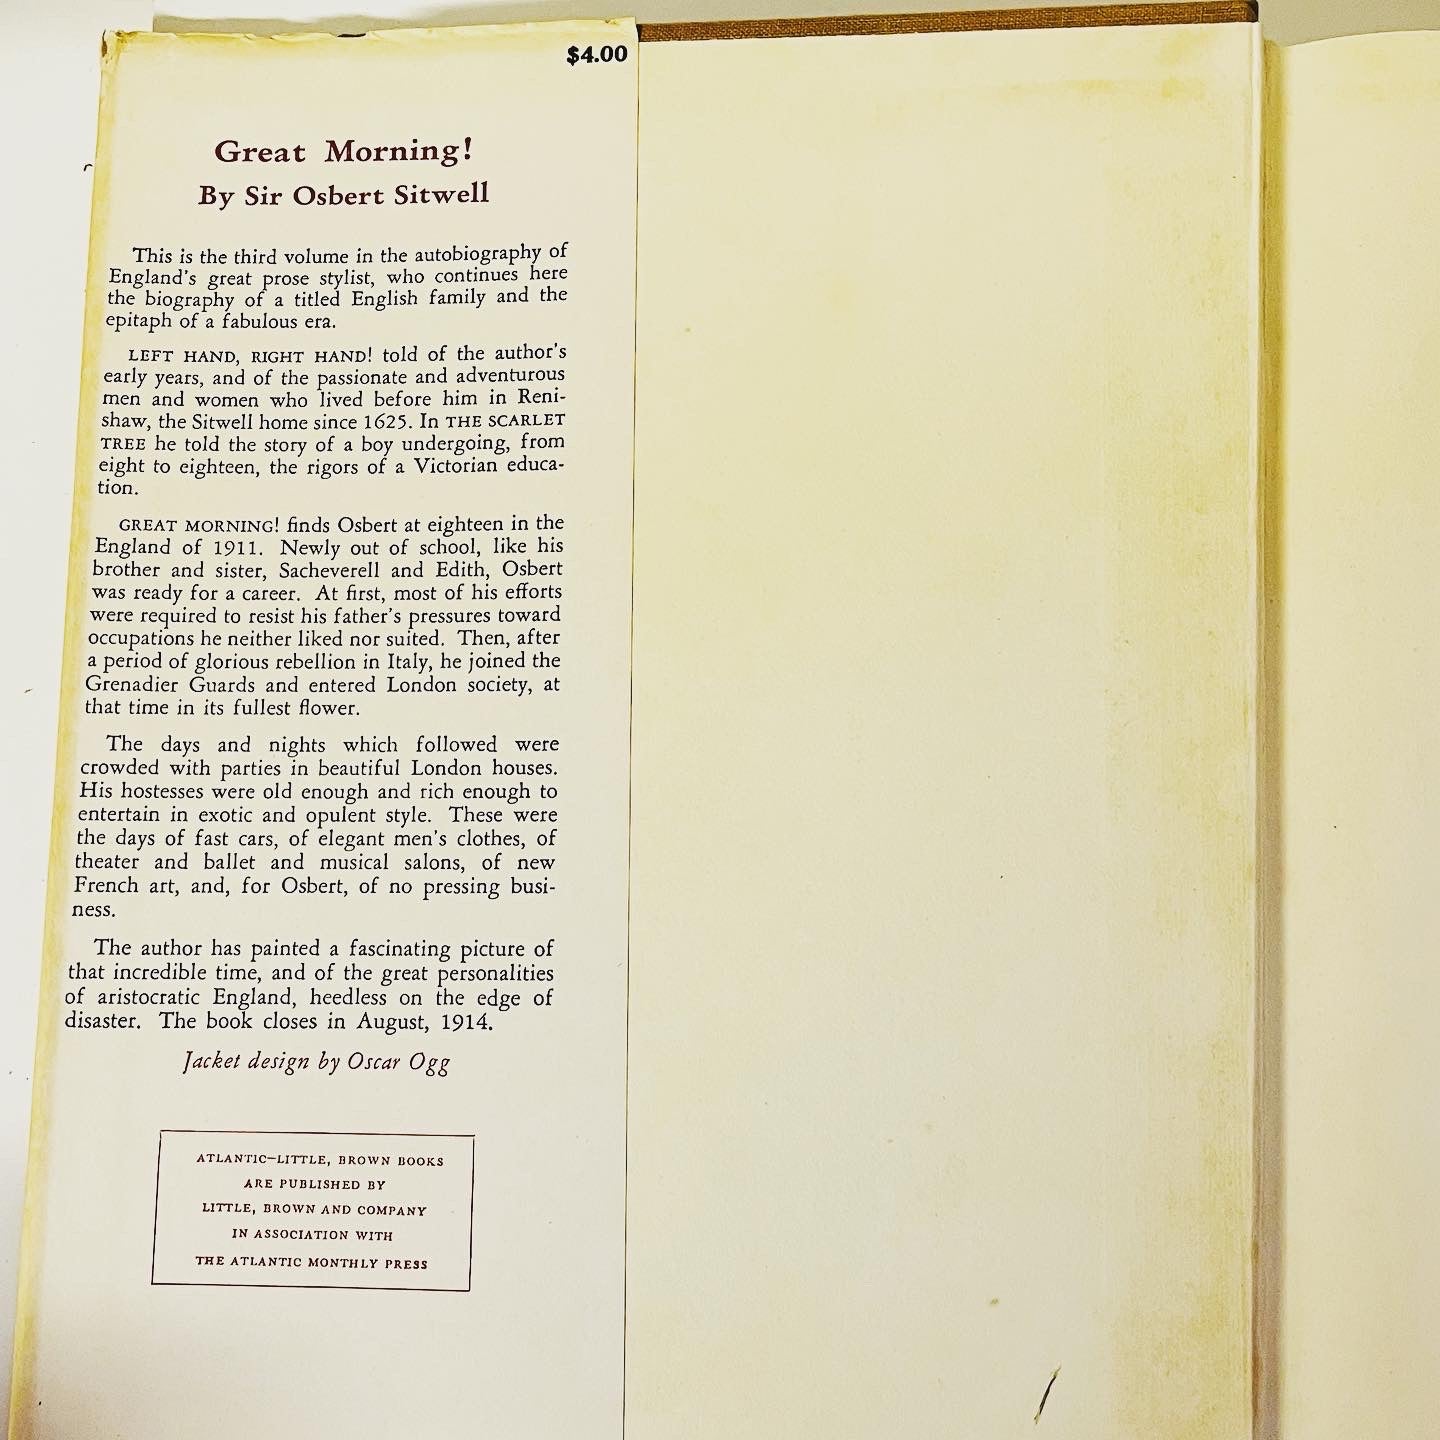 $4.00
Great Morning!
By Sir Osbert Sitwell
This is the third volume in the autobiography of
England's great prose stylist, who continues here
the biography of a titled English family and the
epitaph of a fabulous era.
LEFT HAND, RIGHT HAND! told of the author's
early years, and of the passionate and adventurous
men and women who lived before him in Reni-
shaw, the Sitwell home since 1625. In THE SCARLET
TREE he told the story of a boy undergoing, from
eight to eighteen, the rigors of a Victorian educa-
tion.
GREAT MORNING! finds Osbert at eighteen in the
England of 1911. Newly out of school, like his
brother and sister, Sacheverell and Edith, Osbert
was ready for a career. At first, most of his efforts
were required to resist his father's pressures toward
occupations he neither liked nor suited. Then, after
a period of glorious rebellion in Italy, he joined the
Grenadier Guards and entered London society, at
that time in its fullest flower.
The days and nights which followed were
crowded with parties in beautiful London houses.
His hostesses were old enough and rich enough to
entertain in exotic and opulent style. These were
the days of fast cars, of elegant men's clothes, of
theater and ballet and musical salons, of new
French art, and, for Osbert, of no pressing busi-
ness.
The author has painted a fascinating picture of
that incredible time, and of the great personalities
of aristocratic England, heedless on the edge of
disaster. The book closes in August, 1914.
Jacket design by Oscar Ogg
ATLANTIC–LITTLE, BROWN BOOKS
ARE PUBLISHED BY
LITTLE, BROWN AND COMPANY
IN ASSOCIATION WITH
THE ATLANTIC MONTHLY PRESS